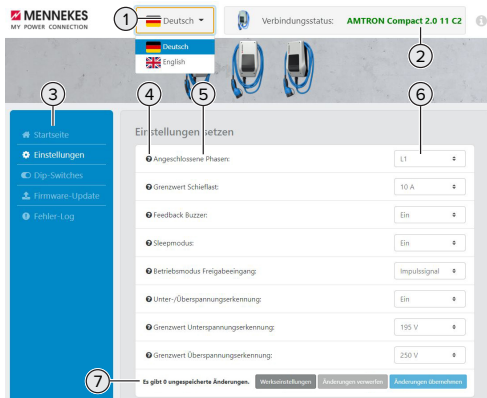 MENNEKES
MY POWER CONNECTION
1
Deutsch
Verbindungsstatus: AMTRON Compact 2.0 11 C2
Deutsch
English
2
3
4
5
6
Startseite
Einstellungen
Dip-Switches
Firmware-Update
Fehler-Log
Einstellungen setzen
Angeschlossene Phasen: L1
Grenzwert Schieflast: 10 A
Feedback Buzzer: Ein
Sleepmodus: Ein
Betriebsmodus Freigabeeingang: Impulssignal
Unter-/Überspannungserkennung: Ein
Grenzwert Unterspannungserkennung: 195 V
Grenzwert Überspannungserkennung: 250 V
7
Es gibt 0 ungespeicherte Änderungen. Werkseinstellungen Änderungen verwerfen Änderungen übernehmen